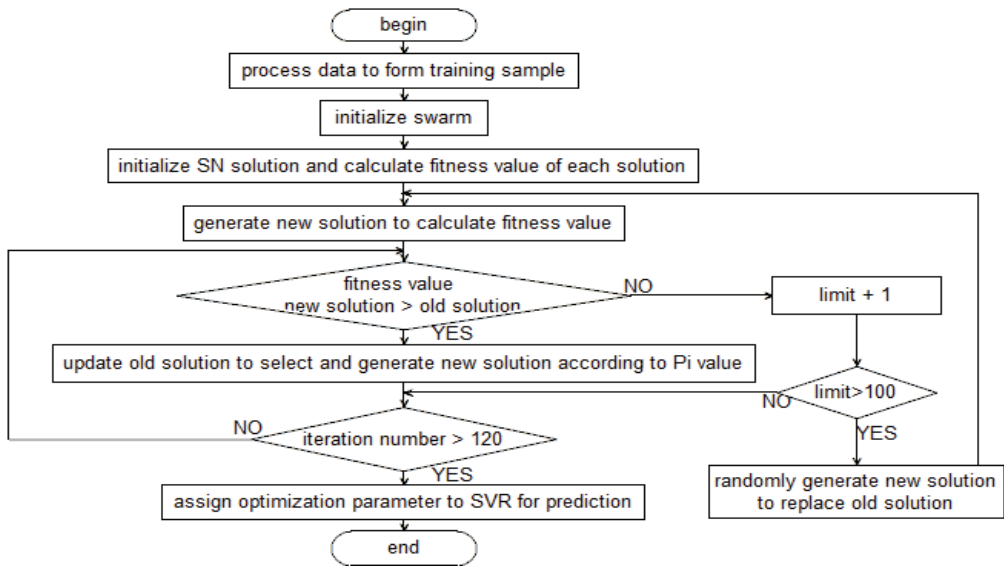 begin
process data to form training sample
initialize swarm
initialize SN solution and calculate fitness value of each solution
generate new solution to calculate fitness value
fitness value
new solution > old solution
NO
limit + 1
YES
update old solution to select and generate new solution according to Pi value
limit>100
NO
YES
NO
iteration number > 120
YES
randomly generate new solution
to replace old solution
assign optimization parameter to SVR for prediction
end